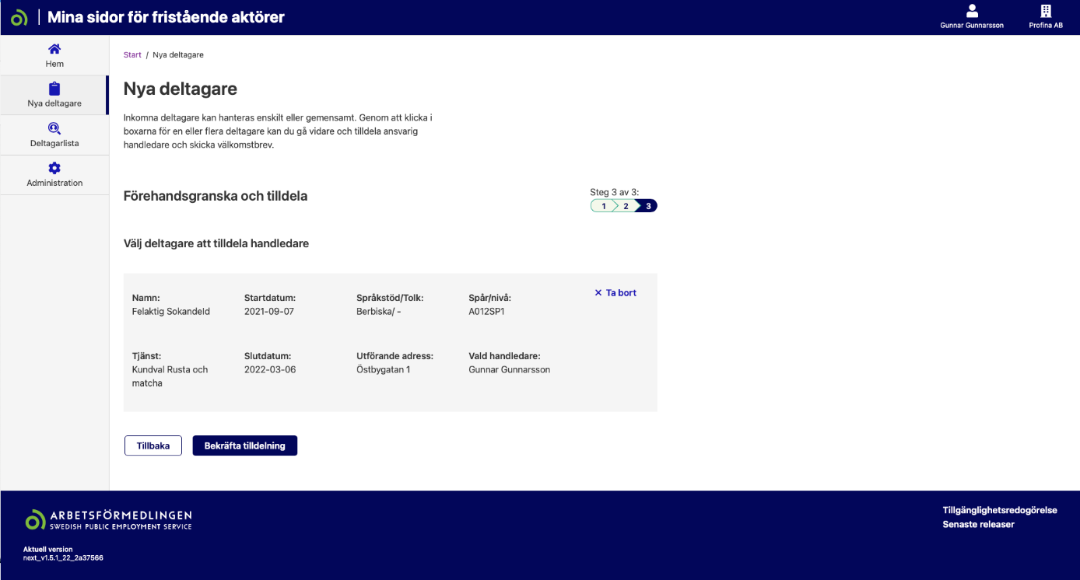 Mina sidor för fristående aktörer
Gunnar Gunnarsson
Profina AB
Hem
Nya deltagare
Deltagarlista
Administration
Start / Nya deltagare
Nya deltagare
Inkomna deltagare kan hanteras enskilt eller gemensamt. Genom att klicka i
boxarna för en eller flera deltagare kan du gå vidare och tilldela ansvarig
handledare och skicka välkomstbrev.
Förehandsgranska och tilldela
Steg 3 av 3:
1 2 3
Välj deltagare att tilldela handledare
Namn:
Felaktig Sokandeld
Startdatum:
2021-09-07
Språkstöd/Tolk:
Berbiska/ -
Spår/nivå:
A012SP1
× Ta bort
Tjänst:
Kundval Rusta och
matcha
Slutdatum:
2022-03-06
Utförande adress:
Östbygatan 1
Vald handledare:
Gunnar Gunnarsson
Tillbaka
Bekräfta tilldelning
ARBETSFÖRMEDLINGEN
SWEDISH PUBLIC EMPLOYMENT SERVICE
Aktuell version
next_v1.5.1_22_2a37566
Tillgänglighetsredogörelse
Senaste releaser